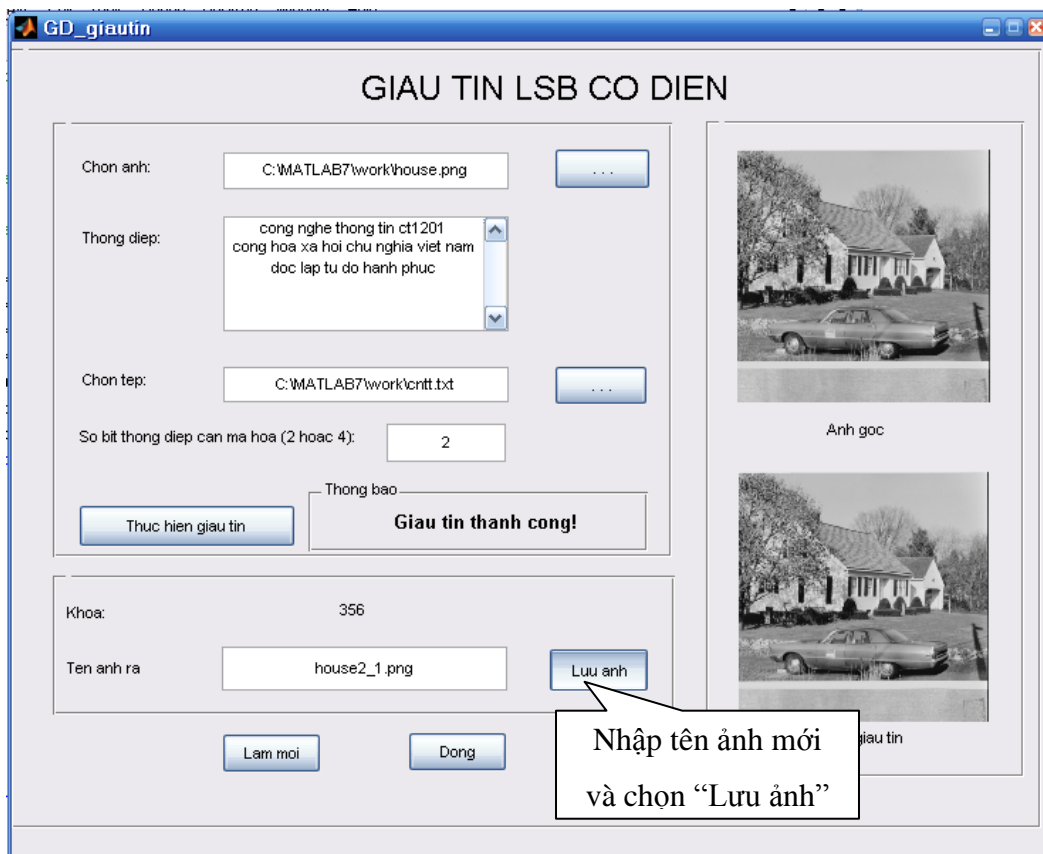 GD_giautin
GIAU TIN LSB CO DIEN
Chon anh:
C:\MATLAB7\work\house.png
...
Thong diep:
cong nghe thong tin ct1201
cong hoa xa hoi chu nghia viet nam
doc lap tu do hanh phuc
Chon tep:
C:\MATLAB7\work\cntt.txt
...
So bit thong diep can ma hoa (2 hoac 4):
2
Thuc hien giau tin
Thong bao
Giau tin thanh cong!
Anh goc
Khoa:
356
Ten anh ra
house2_1.png
Luu anh
giau tin
Lam moi
Dong
Nhập tên ảnh mới
và chọn “Lưu ảnh”